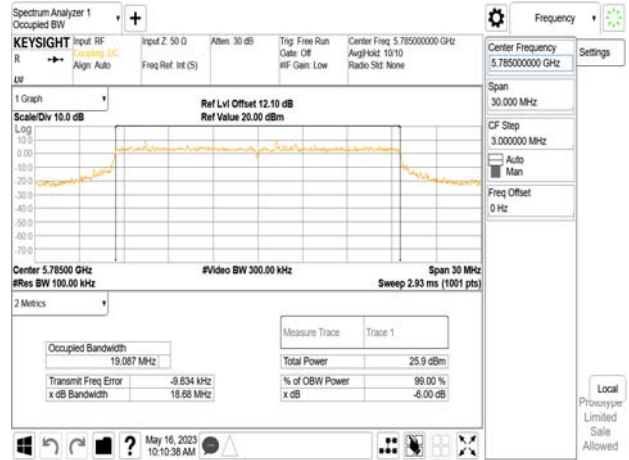 Spectrum Analyzer 1
Occupied BW
Frequency
KEYSIGHT
R
Input: RF
Coupling: DC
Align: Auto
Input Z: 50 Ω
Freq Ref: Int (S)
Atten: 30 dB
Trig: Free Run
Gate: Off
#IF Gain: Low
Center Freq: 5.785000000 GHz
Avg|Hold: 10/10
Radio Std: None
Center Frequency
5.785000000 GHz
Settings
Span
30.000 MHz
CF Step
3.000000 MHz
Auto
Man
Freq Offset
0 Hz
1 Graph
Scale/Div 10.0 dB
Ref Lvl Offset 12.10 dB
Ref Value 20.00 dBm
Log
10.0
0.00
-10.0
-20.0
-30.0
-40.0
-50.0
-60.0
-70.0
Center 5.78500 GHz
#Res BW 100.00 kHz
#Video BW 300.00 kHz
Span 30 MHz
Sweep 2.93 ms (1001 pts)
2 Metrics
Measure Trace Trace 1
Occupied Bandwidth
19.087 MHz
Total Power 25.9 dBm
Transmit Freq Error -9.634 kHz
% of OBW Power 99.00 %
x dB Bandwidth 18.68 MHz
x dB -6.00 dB
Local
Prototype
Limited
Sale
Allowed
?
May 16, 2023
10:10:38 AM